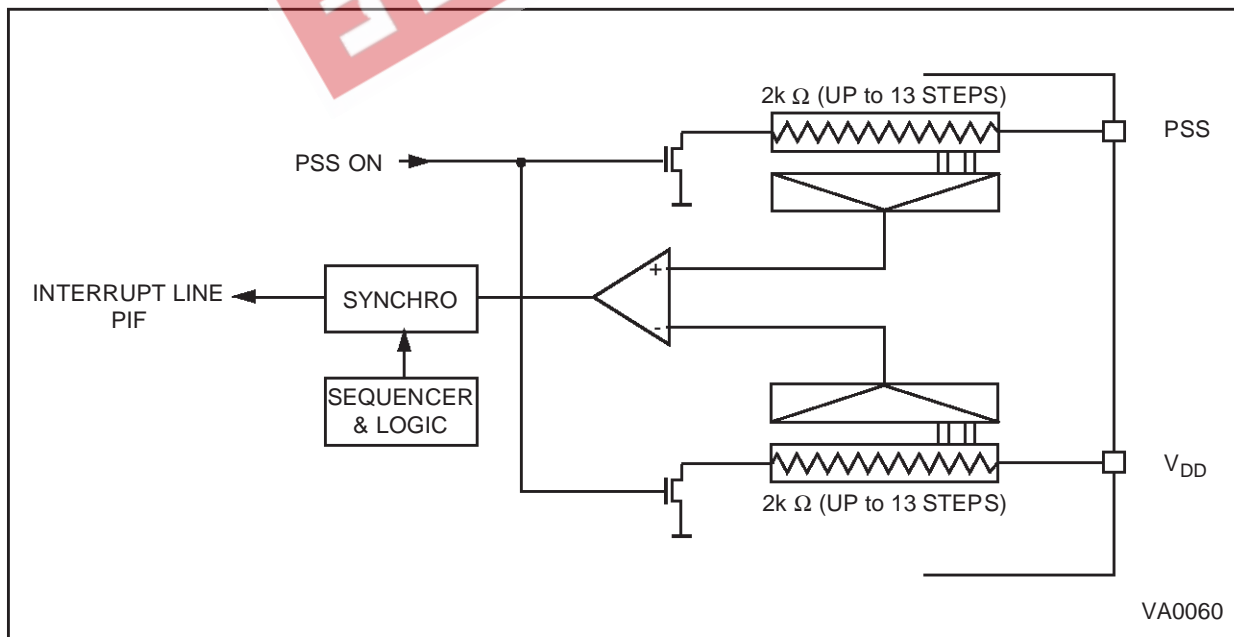 2k Ω (UP to 13 STEPS)
PSS
PSS ON
+
INTERRUPT LINE
PIF
SYNCHRO
-
SEQUENCER
& LOGIC
VDD
2k Ω (UP to 13 STEPS)
VA0060